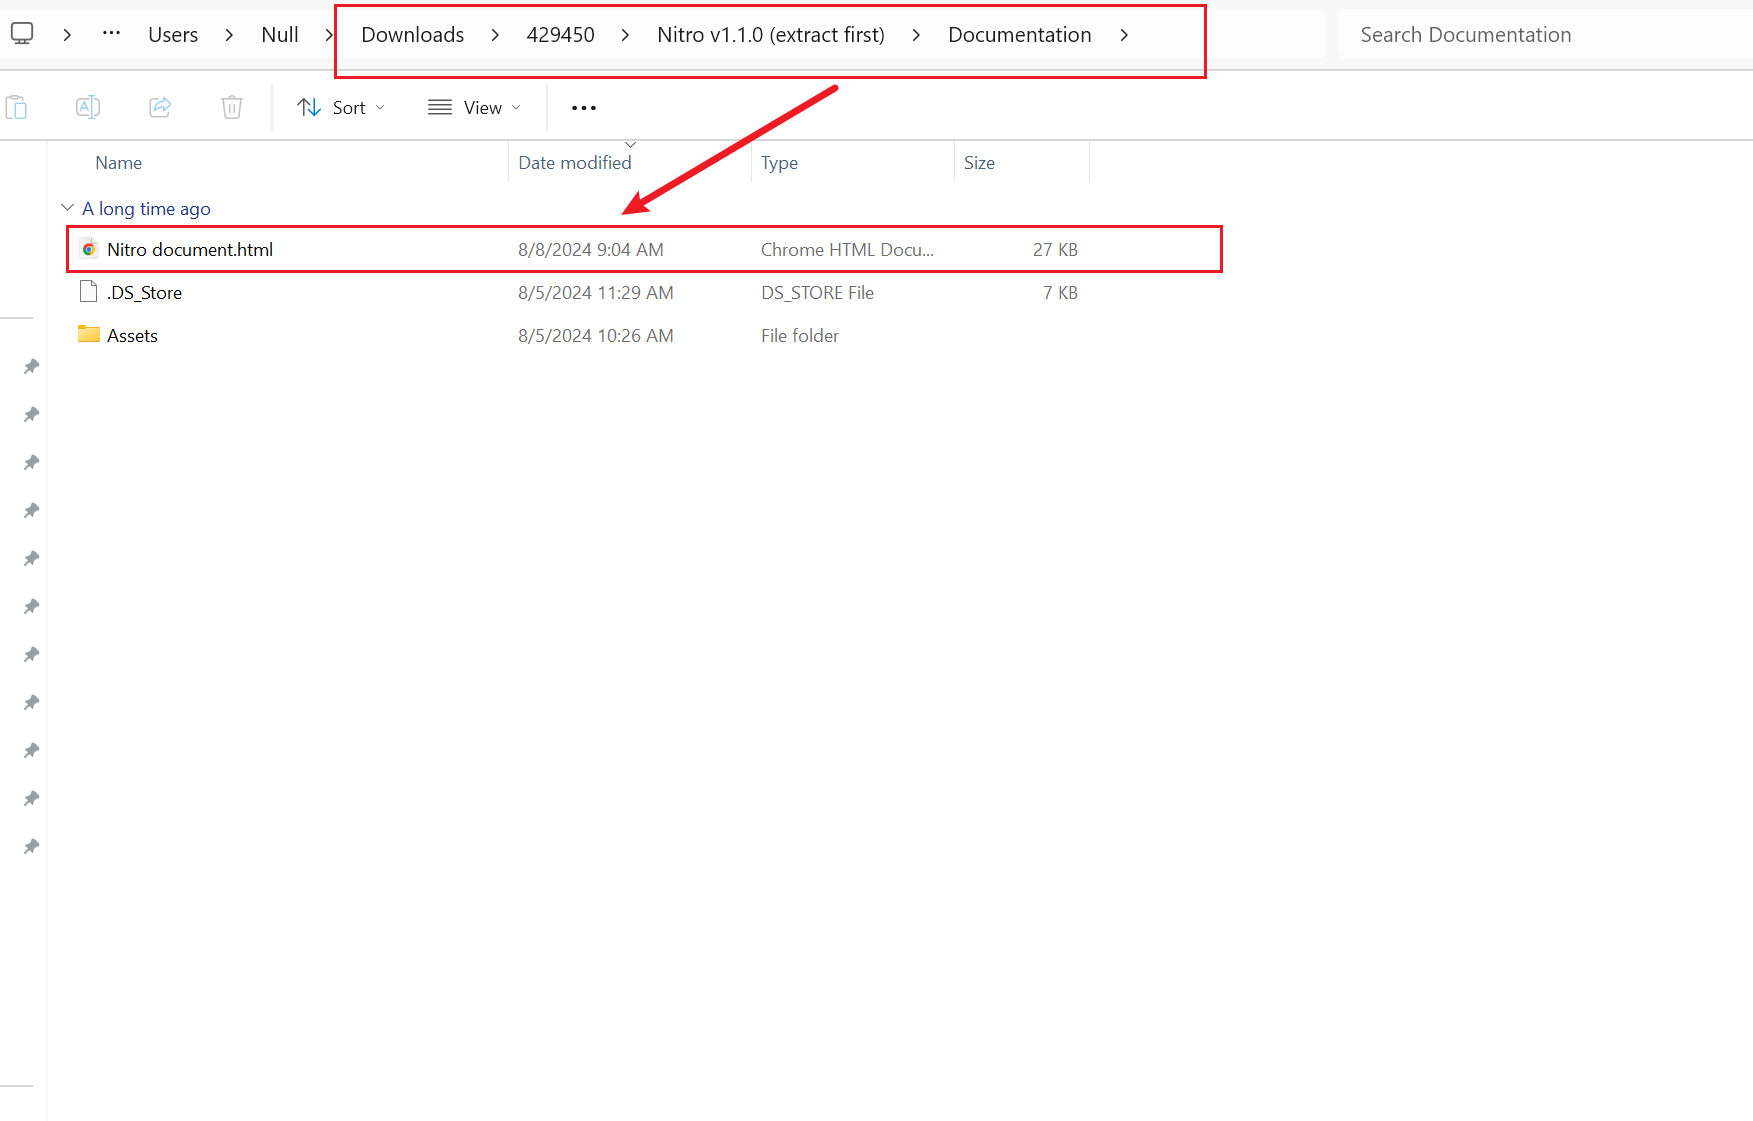 Users > Null > Downloads > 429450 > Nitro v1.1.0 (extract first) > Documentation > Search Documentation
Sort View
Name Date modified Type Size
A long time ago
Nitro document.html 8/8/2024 9:04 AM Chrome HTML Docu... 27 KB
.DS_Store 8/5/2024 11:29 AM DS_STORE File 7 KB
Assets 8/5/2024 10:26 AM File folder